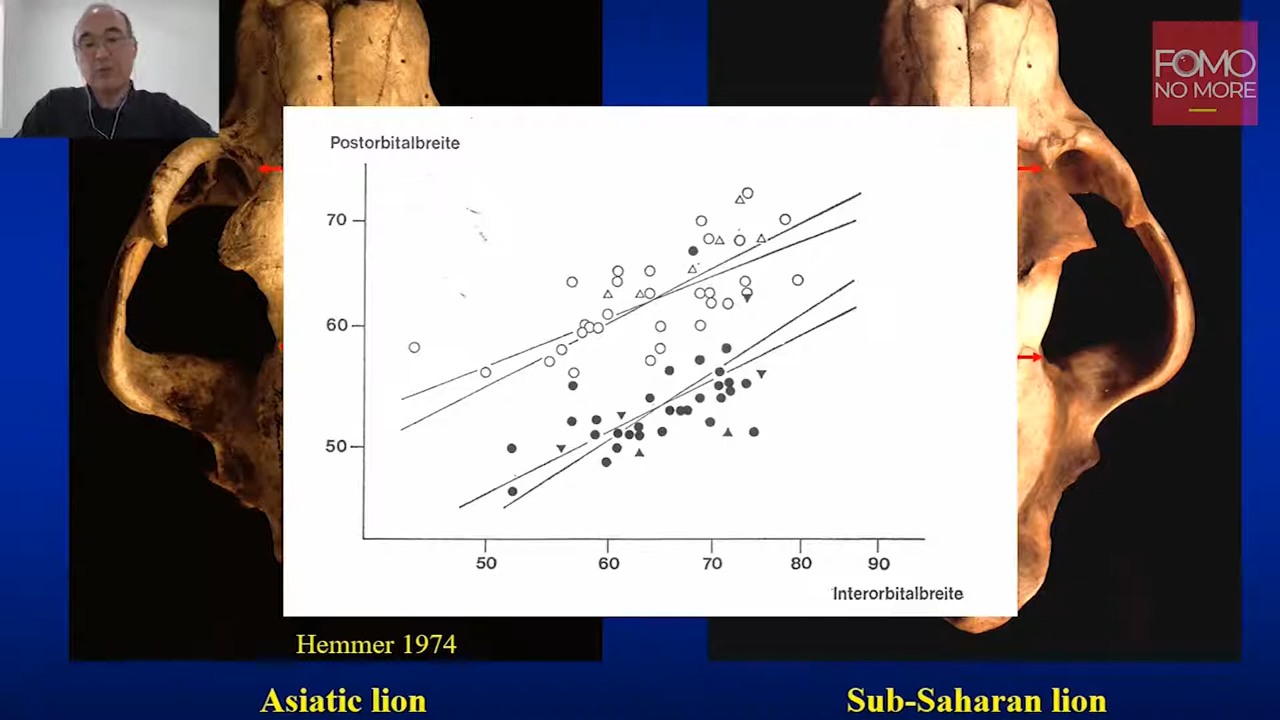 FOMO
NO MORE
Postorbitalbreite
70
60
50
50 60 70 80 90
Interorbitalbreite
Hemmer 1974
Asiatic lion
Sub-Saharan lion